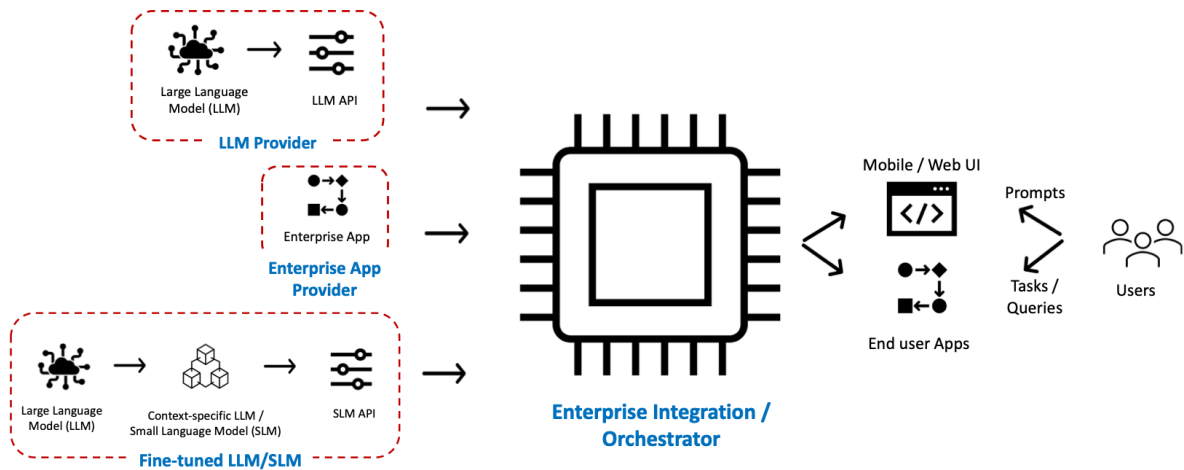 Large Language
Model (LLM)
LLM API
LLM Provider
Enterprise App
Enterprise App
Provider
Large Language
Model (LLM)
Context-specific LLM /
Small Language Model (SLM)
SLM API
Fine-tuned LLM/SLM
Enterprise Integration /
Orchestrator
Mobile / Web UI
End user Apps
Prompts
Tasks /
Queries
Users